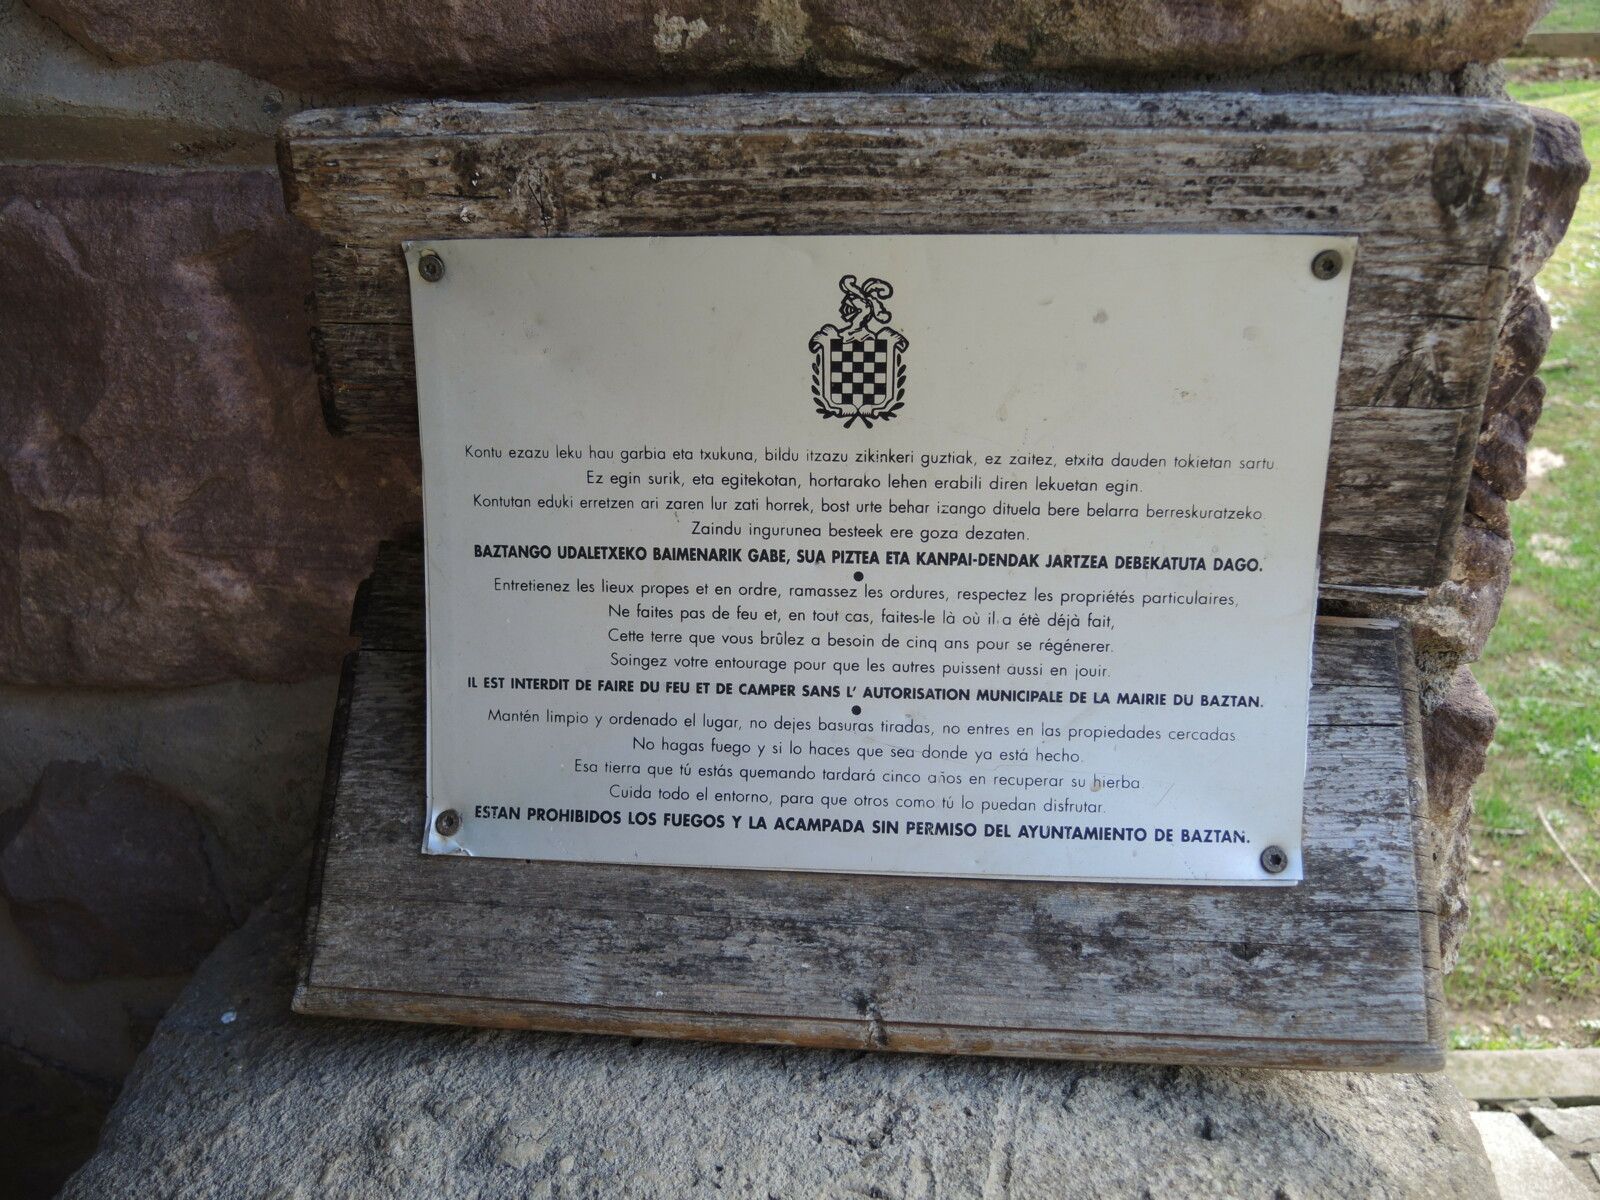 Kontu ezazu leku hau garbia eta txukuna, bildu itzazu zikinkeri guztiak, ez zaitez, etxita dauden tokietan sartu.
Ez egin surik, eta egitekotan, hortarako lehen erabili diren lekuetan egin.
Kontutan eduki erretzen ari zaren lur zati horrek, bost urte behar izango dituela bere belarra berreskuratzeko.
Zaindu ingurunea besteek ere goza dezaten.
BAZTANGO UDALETXEKO BAIMENARIK GABE, SUA PIZTEA ETA KANPAI-DENDAK JARTZEA DEBEKATUTA DAGO.
Entretienez les lieux propes et en ordre, ramassez les ordures, respectez les propriétés particulaires,
Ne faites pas de feu et, en tout cas, faites-le là où il a étè déjà fait,
Cette terre que vous brûlez a besoin de cinq ans pour se régénerer.
Soingez votre entourage pour que les autres puissent aussi en jouir.
IL EST INTERDIT DE FAIRE DU FEU ET DE CAMPER SANS L' AUTORISATION MUNICIPALE DE LA MAIRIE DU BAZTAN.
Mantén limpio y ordenado el lugar, no dejes basuras tiradas, no entres en las propiedades cercadas
No hagas fuego y si lo haces que sea donde ya está hecho.
Esa tierra que tú estás quemando tardará cinco años en recuperar su hierba.
Cuida todo el entorno, para que otros como tú lo puedan disfrutar.
ESTAN PROHIBIDOS LOS FUEGOS Y LA ACAMPADA SIN PERMISO DEL AYUNTAMIENTO DE BAZTAN.